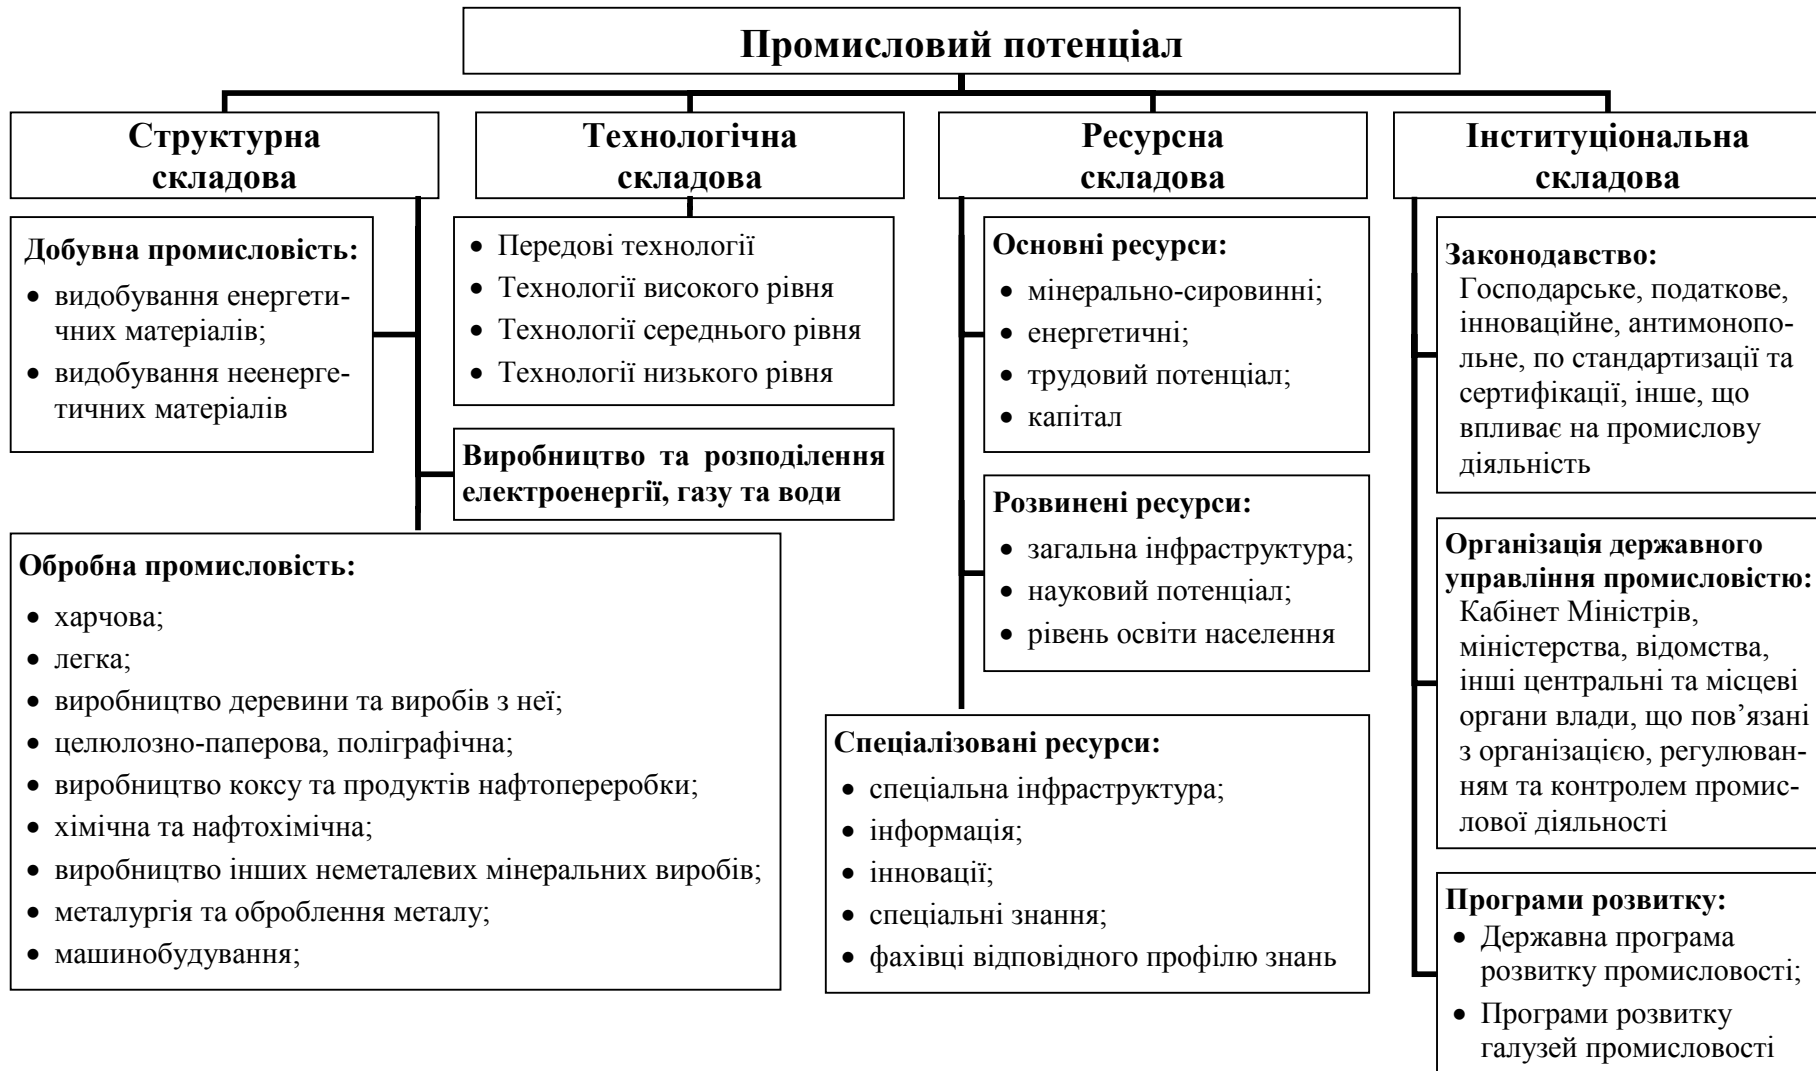 Промисловий потенціал
Структурна
складова
Добувна промисловість:
• видобування енергети-
чних матеріалів;
• видобування неенерге-
тичних матеріалів
Технологічна
складова
• Передові технології
• Технології високого рівня
• Технології середнього рівня
• Технології низького рівня
Виробництво та розподілення
електроенергії, газу та води
Обробна промисловість:
• харчова;
• легка;
• виробництво деревини та виробів з неї;
• целюлозно-паперова, поліграфічна;
• виробництво коксу та продуктів нафтопереробки;
• хімічна та нафтохімічна;
• виробництво інших неметалевих мінеральних виробів;
• металургія та оброблення металу;
• машинобудування;
Ресурсна
складова
Основні ресурси:
• мінерально-сировинні;
• енергетичні;
• трудовий потенціал;
• капітал
Розвинені ресурси:
• загальна інфраструктура;
• науковий потенціал;
• рівень освіти населення
Спеціалізовані ресурси:
• спеціальна інфраструктура;
• інформація;
• інновації;
• спеціальні знання;
• фахівці відповідного профілю знань
Інституціональна
складова
Законодавство:
Господарське, податкове,
інноваційне, антимонопо-
льне, по стандартизації та
сертифікації, інше, що
впливає на промислову
діяльність
Організація державного
управління промисловістю:
Кабінет Міністрів,
міністерства, відомства,
інші центральні та місцеві
органи влади, що пов’язані
з організацією, регулюван-
ням та контролем промис-
лової діяльності
Програми розвитку:
• Державна програма
розвитку промисловості;
• Програми розвитку
галузей промисловості